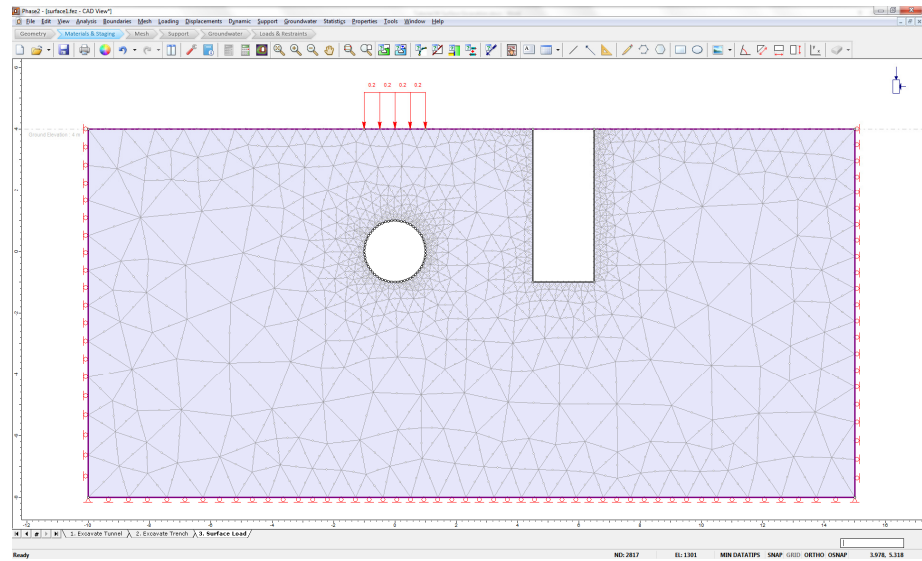 Phase2 - [surface1.fez - CAD View*]
File Edit View Analysis Boundaries Mesh Loading Displacements Dynamic Support Groundwater Statistics Properties Tools Window Help
Geometry Materials & Staging Mesh Support Groundwater Loads & Restraints
0.2 0.2 0.2 0.2
Ground Elevation: 4 m
-12 -10 -8 -6 -4 -2 0 2 4 6 8 10 12 14 16
1. Excavate Tunnel 2. Excavate Trench 3. Surface Load
Ready ND: 2817 EL: 1301 MIN DATATIPS SNAP GRID ORTHO OSNAP 3.978, 5.318